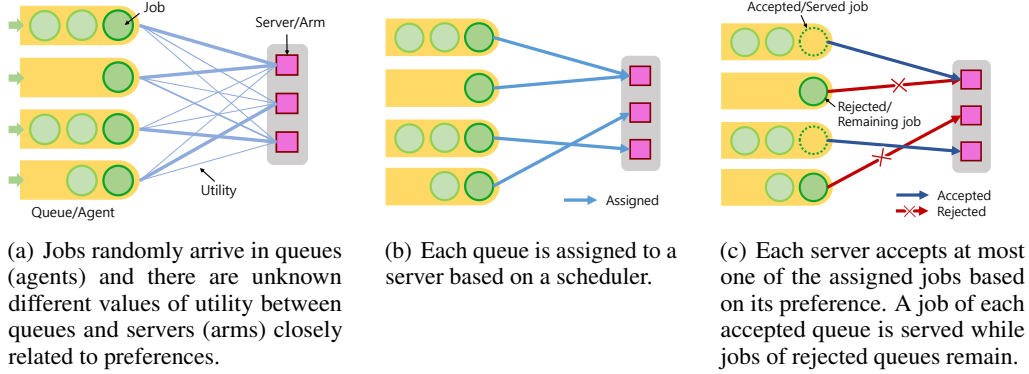 Job
Server/Arm
Utility
Queue/Agent
(a) Jobs randomly arrive in queues
(agents) and there are unknown
different values of utility between
queues and servers (arms) closely
related to preferences.
Assigned
(b) Each queue is assigned to a
server based on a scheduler.
Accepted/Served job
Rejected/
Remaining job
Accepted
Rejected
(c) Each server accepts at most
one of the assigned jobs based
on its preference. A job of each
accepted queue is served while
jobs of rejected queues remain.